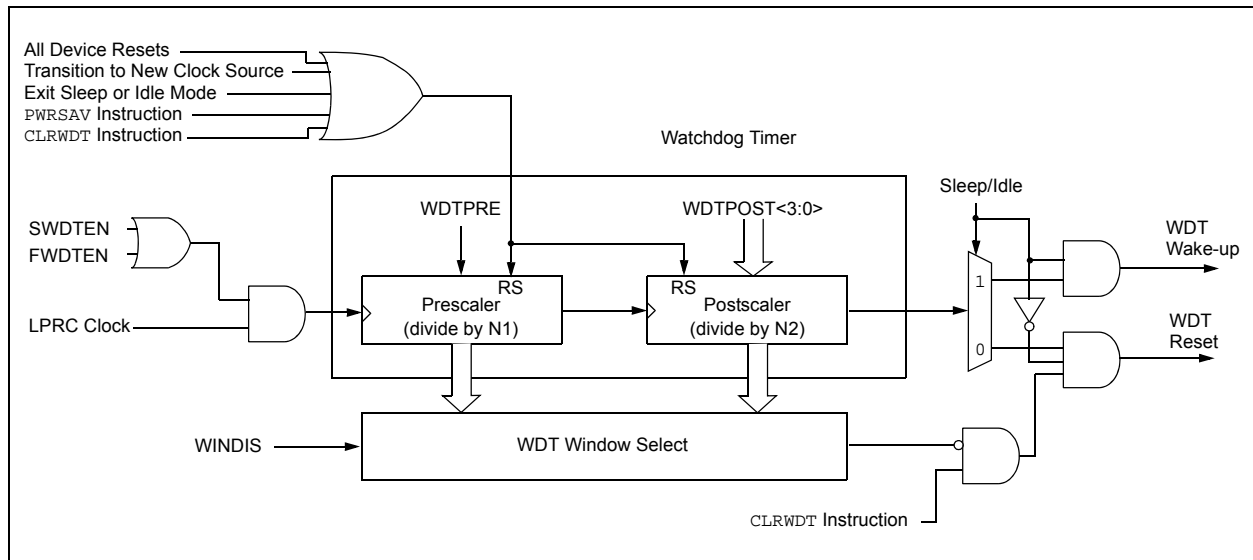 All Device Resets
Transition to New Clock Source
Exit Sleep or Idle Mode
PWRSAV Instruction
CLRWDT Instruction
Watchdog Timer
Sleep/Idle
SWDTEN
FWDTEN
WDTPRE
WDTPOST<3:0>
WDT
Wake-up
RS
RS
1
Prescaler
(divide by N1)
Postscaler
(divide by N2)
LPRC Clock
WDT
Reset
0
WINDIS
WDT Window Select
CLRWDT Instruction